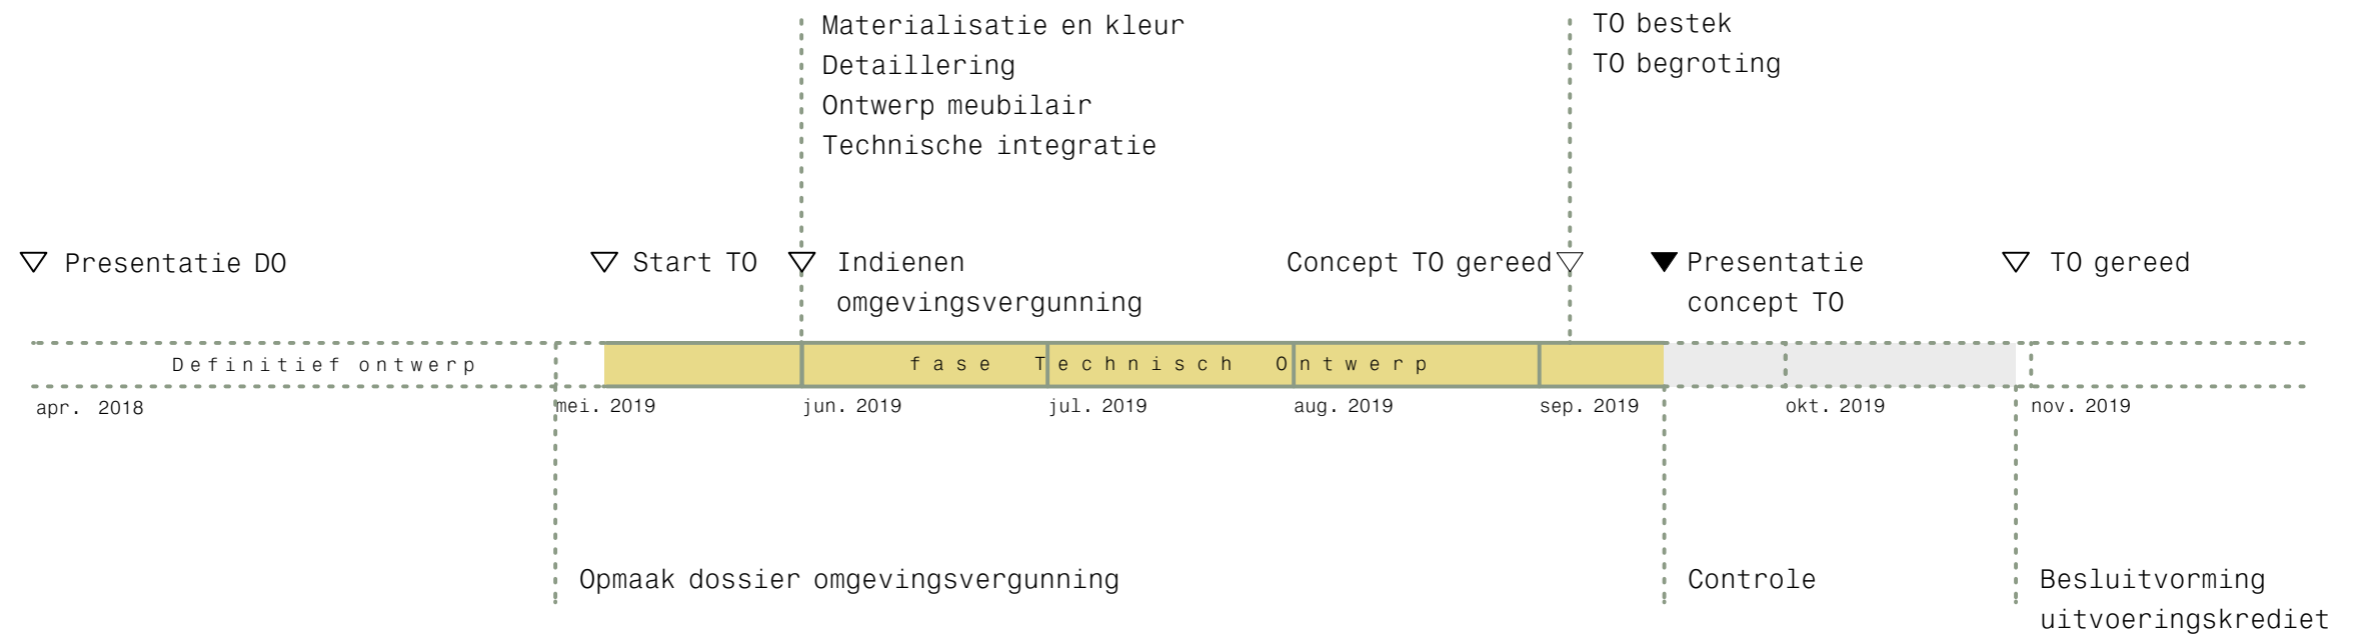 Materialisatie en kleur
Detaillering
Ontwerp meubilair
Technische integratie
TO bestek
TO begroting
Presentatie DO
Start TO
Indienen
omgevingsvergunning
Concept TO gereed
Presentatie
concept TO
TO gereed
Definitief ontwerp
fase Technisch Ontwerp
apr. 2018
mei. 2019
jun. 2019
jul. 2019
aug. 2019
sep. 2019
okt. 2019
nov. 2019
Opmaak dossier omgevingsvergunning
Controle
Besluitvorming
uitvoeringskrediet